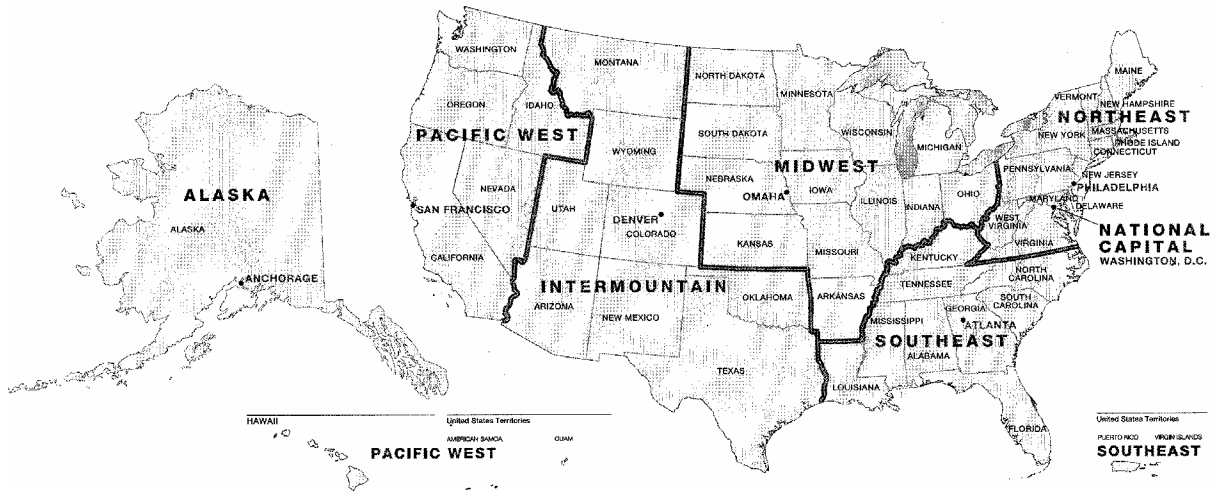 WASHINGTON
MONTANA
NORTH DAKOTA
MINNESOTA
MAINE
VERMONT
NEW HAMPSHIRE
OREGON
IDAHO
NORTHEAST
PACIFIC WEST
SOUTH DAKOTA
WISCONSIN
MICHIGAN
NEW YORK
MASSACHUSETTS
RHODE ISLAND
CONNECTICUT
WYOMING
MIDWEST
PENNSYLVANIA
NEW JERSEY
PHILADELPHIA
ALASKA
NEVADA
NEBRASKA
OMAHA
IOWA
ILLINOIS
INDIANA
OHIO
MARYLAND
DELAWARE
SAN FRANCISCO
UTAH
DENVER
COLORADO
WEST
VIRGINIA
VIRGINIA
NATIONAL
CAPITAL
WASHINGTON, D.C.
ALASKA
CALIFORNIA
KANSAS
MISSOURI
KENTUCKY
ANCHORAGE
INTERMOUNTAIN
ARIZONA
NEW MEXICO
OKLAHOMA
ARKANSAS
TENNESSEE
NORTH
CAROLINA
SOUTH
CAROLINA
MISSISSIPPI
GEORGIA
ATLANTA
SOUTHEAST
ALABAMA
TEXAS
LOUISIANA
FLORIDA
HAWAII
United States Territories
AMERICAN SAMOA
GUAM
PACIFIC WEST
United States Territories
PUERTO RICO
VIRGIN ISLANDS
SOUTHEAST